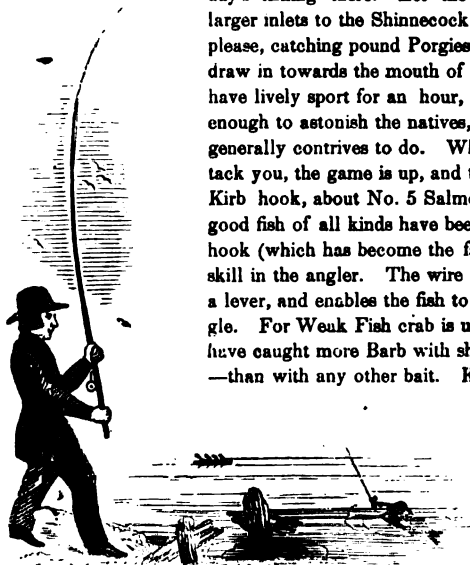 larger inlets to the Shinnecock
please, catching pound Porgies
draw in towards the mouth of
have lively sport for an hour,
enough to astonish the natives,
generally contrives to do.
tack you, the game is up, and
Kirb hook, about No. 5
good fish of all kinds have
hook (which has become the
skill in the angler. The wire
a lever, and enables the fish to
gle. For Weak Fish crab is
have caught more Barb with
—than with any other bait.